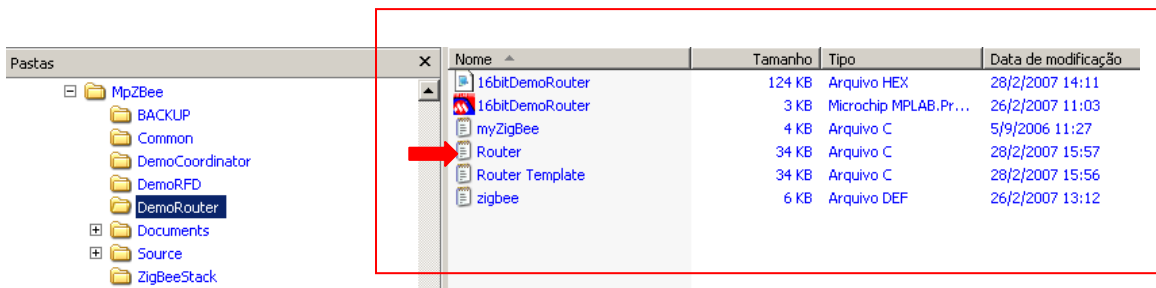 Pastas
MpZBee
BACKUP
Common
DemoCoordinator
DemoRFD
DemoRouter
Documents
Source
ZigBeeStack
Nome Tamanho Tipo Data de modificação
16bitDemoRouter 124 KB Arquivo HEX 28/2/2007 14:11
16bitDemoRouter 3 KB Microchip MPLAB.Pr... 26/2/2007 11:03
myZigBee 4 KB Arquivo C 5/9/2006 11:27
Router 34 KB Arquivo C 28/2/2007 15:57
Router Template 34 KB Arquivo C 28/2/2007 15:56
zigbee 6 KB Arquivo DEF 26/2/2007 13:12